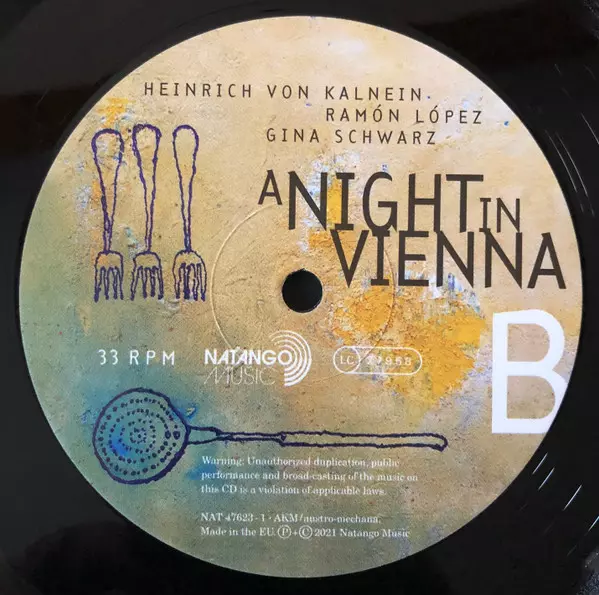 HEINRICH VON KALNEIN
RAMÓN LÓPEZ
GINA SCHWARZ
A NIGHT IN
VIENNA
33 RPM
NATANGO
MUSIC
LC
B
Warning: Unauthorized duplication, public
performance and broad-casting of the music on
this CD is a violation of applicable laws.
NAT 47623-1 · AKM/austro-mechana,
Made in the EU. Ⓟ+Ⓒ 2021 Natango Music